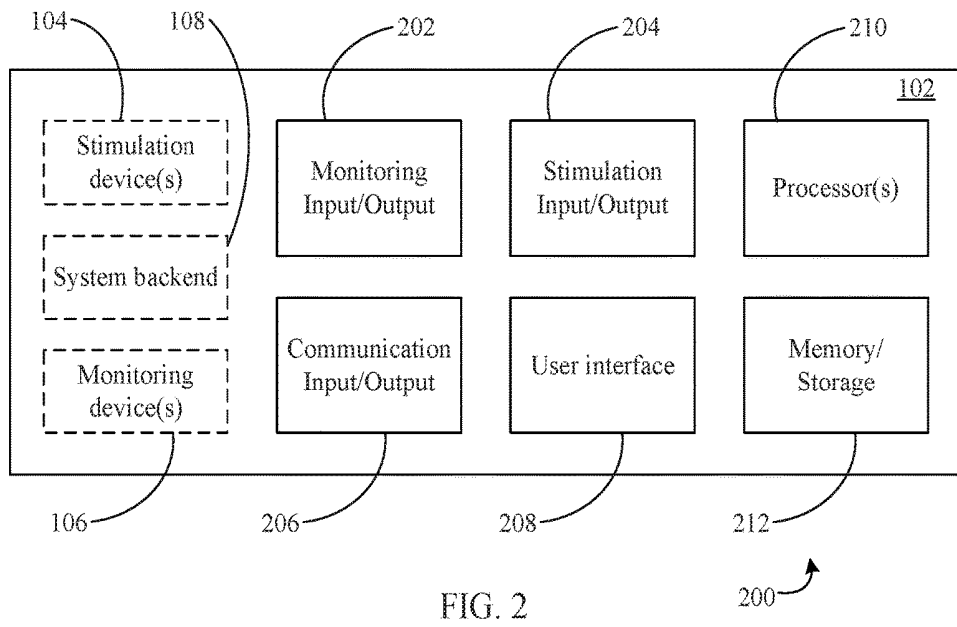 104
108
202
204
210
102
Stimulation
device(s)
Monitoring
Input/Output
Stimulation
Input/Output
Processor(s)
System backend
Communication
Input/Output
User interface
Memory/
Storage
Monitoring
device(s)
106
206
208
212
200
FIG. 2